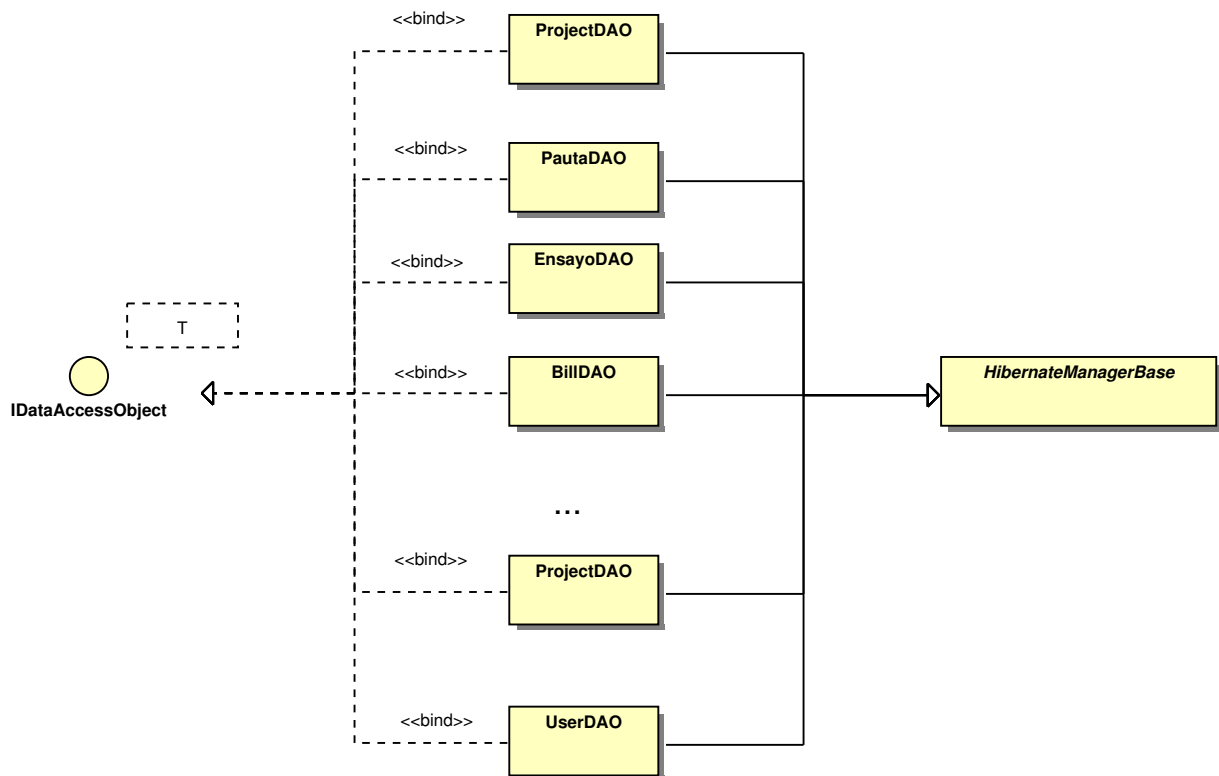 <<bind>>
ProjectDAO
<<bind>>
PautaDAO
<<bind>>
EnsayoDAO
T
<<bind>>
BillDAO
HibernateManagerBase
IDataAccessObject
...
<<bind>>
ProjectDAO
<<bind>>
UserDAO